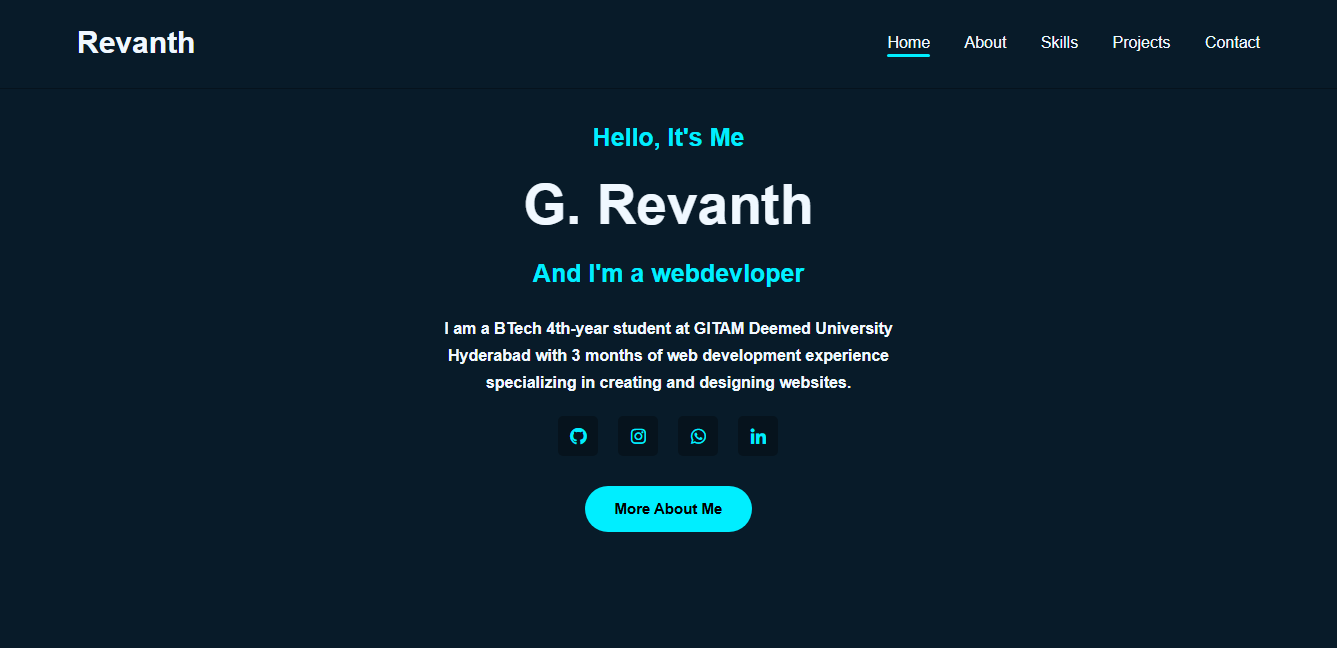 Revanth
Home About Skills Projects Contact
Hello, It's Me
G. Revanth
And I'm a webdevloper
I am a BTech 4th-year student at GITAM Deemed University
Hyderabad with 3 months of web development experience
specializing in creating and designing websites.
in
More About Me